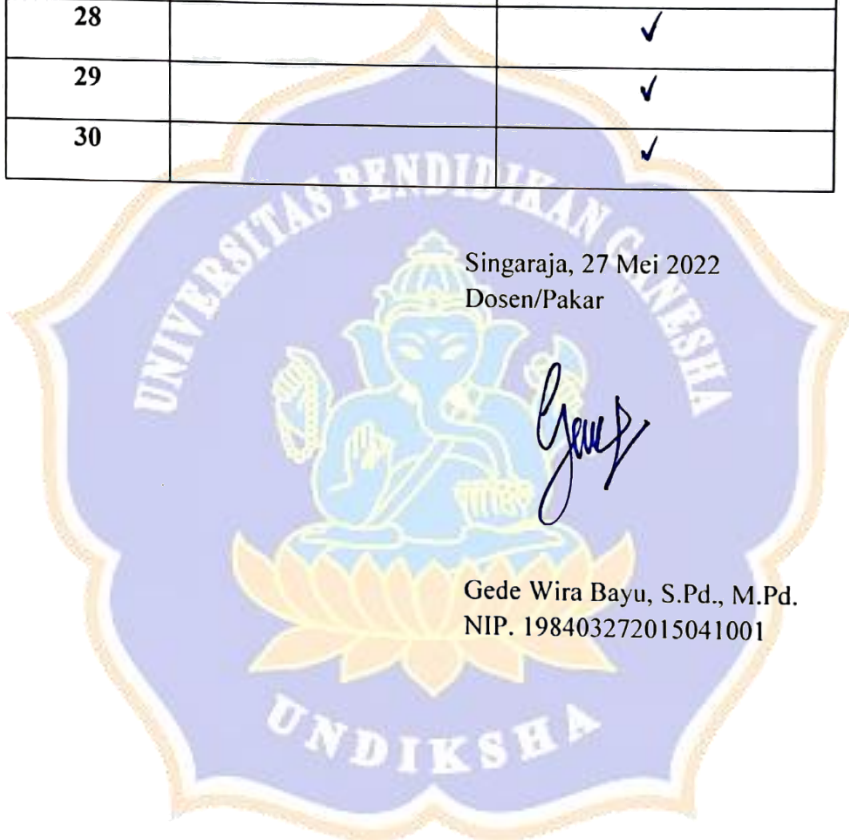 28 ✓
29 ✓
30 ✓
UNIVERSITAS PENDIDIKAN GANESHA
Singaraja, 27 Mei 2022
Dosen/Pakar
Gede Wira Bayu, S.Pd., M.Pd.
NIP. 198403272015041001
UNDIKSHA